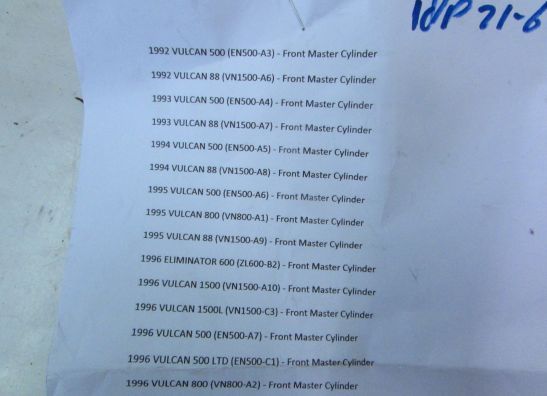 1992 VULCAN 500 (EN500-A3) - Front Master Cylinder
1992 VULCAN 88 (VN1500-A6) - Front Master Cylinder
1993 VULCAN 500 (EN500-A4) - Front Master Cylinder
1993 VULCAN 88 (VN1500-A7) - Front Master Cylinder
1994 VULCAN 500 (EN500-A5) - Front Master Cylinder
1994 VULCAN 88 (VN1500-A8) - Front Master Cylinder
1995 VULCAN 500 (EN500-A6) - Front Master Cylinder
1995 VULCAN 800 (VN800-A1) - Front Master Cylinder
1995 VULCAN 88 (VN1500-A9) - Front Master Cylinder
1996 ELIMINATOR 600 (ZL600-B2) - Front Master Cylinder
1996 VULCAN 1500 (VN1500-A10) - Front Master Cylinder
1996 VULCAN 1500L (VN1500-C3) - Front Master Cylinder
1996 VULCAN 500 (EN500-A7) - Front Master Cylinder
1996 VULCAN 500 LTD (EN500-C1) - Front Master Cylinder
1996 VULCAN 800 (VN800-A2) - Front Master Cylinder